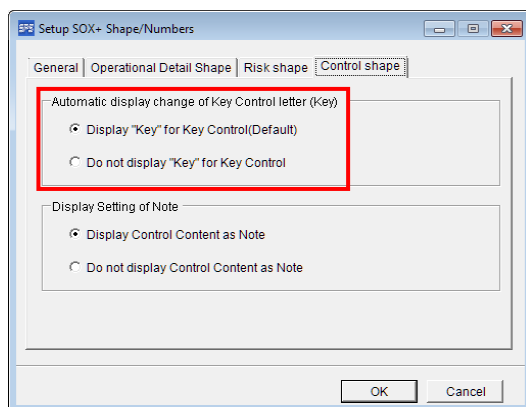 SPS Setup SOX+ Shape/Numbers
General Operational Detail Shape Risk shape Control shape
Automatic display change of Key Control letter (Key)
Display "Key" for Key Control(Default)
Do not display "Key" for Key Control
Display Setting of Note
Display Control Content as Note
Do not display Control Content as Note
OK Cancel